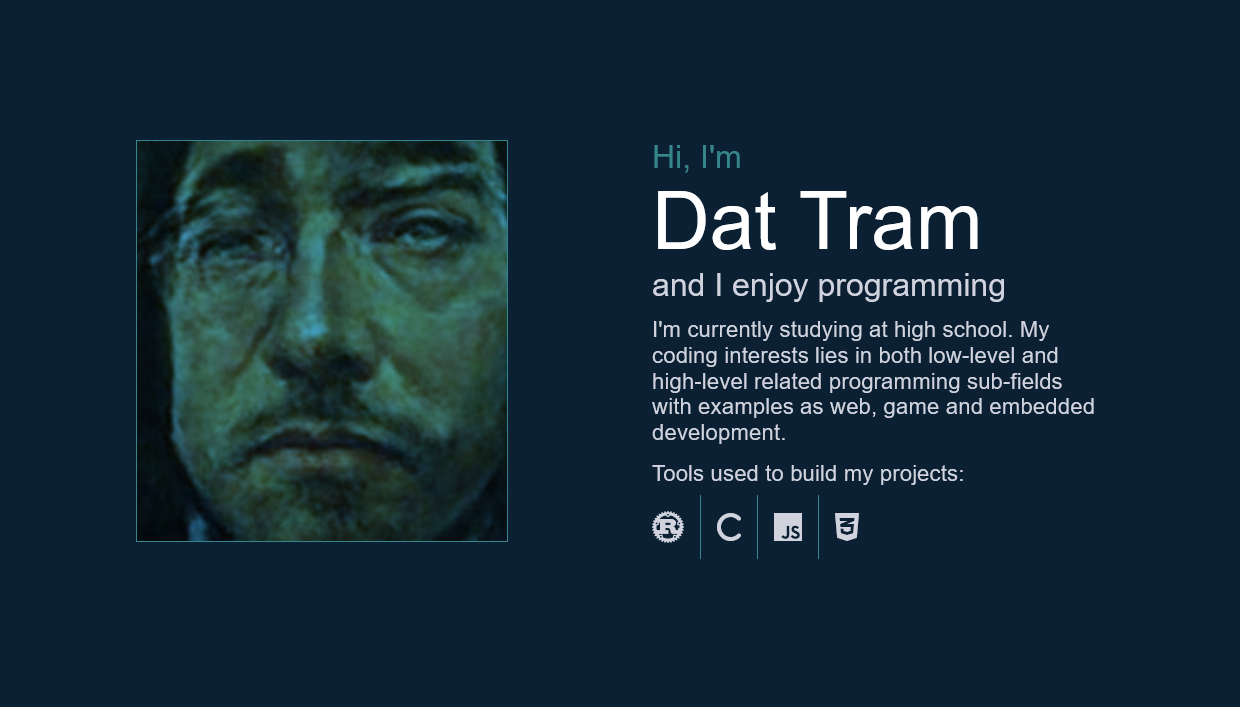 Hi, I'm
Dat Tram
and I enjoy programming
I'm currently studying at high school. My
coding interests lies in both low-level and
high-level related programming sub-fields
with examples as web, game and embedded
development.
Tools used to build my projects:
R C JS 3